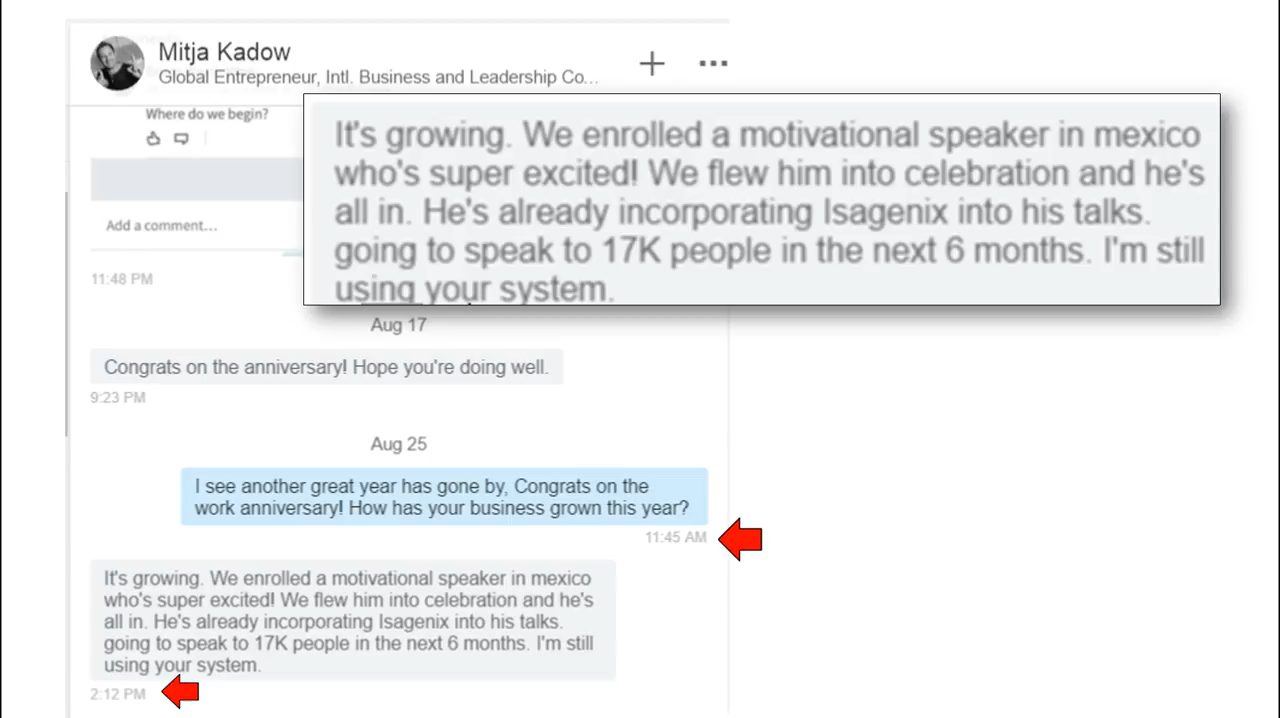 Mitja Kadow
Global Entrepreneur, Intl. Business and Leadership Co...
Where do we begin?
It's growing. We enrolled a motivational speaker in mexico
who's super excited! We flew him into celebration and he's
all in. He's already incorporating Isagenix into his talks.
going to speak to 17K people in the next 6 months. I'm still
using your system.
Add a comment...
11:48 PM
Aug 17
Congrats on the anniversary! Hope you're doing well.
9:23 PM
Aug 25
I see another great year has gone by, Congrats on the
work anniversary! How has your business grown this year?
11:45 AM
It's growing. We enrolled a motivational speaker in mexico
who's super excited! We flew him into celebration and he's
all in. He's already incorporating Isagenix into his talks.
going to speak to 17K people in the next 6 months. I'm still
using your system.
2:12 PM